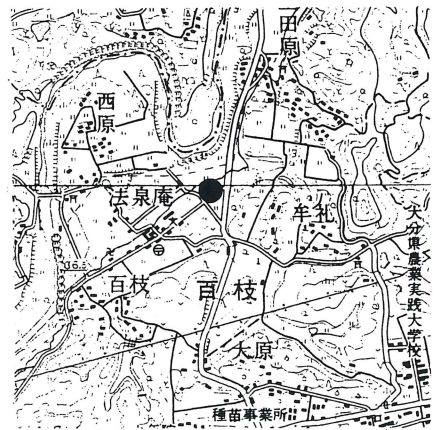 田原
西原
法泉庵
牟礼
大分県農業実践大学校
百枝
百枝
大原
種苗事業所